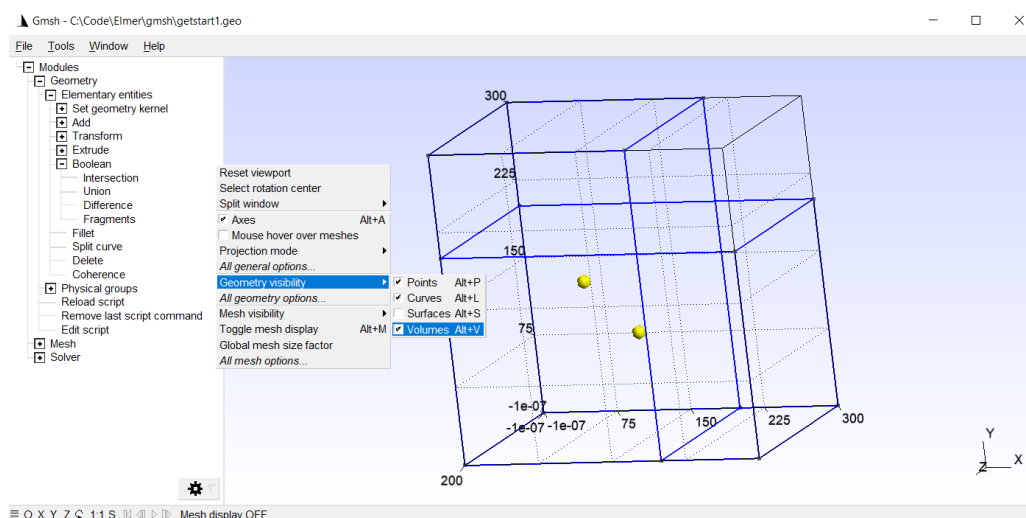 Gmsh - C:\Code\Elmer\gmsh\getstart1.geo
File Tools Window Help
Modules
Geometry
Elementary entities
Set geometry kernel
Add
Transform
Extrude
Boolean
Intersection
Union
Difference
Fragments
Fillet
Split curve
Delete
Coherence
Physical groups
Reload script
Remove last script command
Edit script
Mesh
Solver
Reset viewport
Select rotation center
Split window
Axes Alt+A
Mouse hover over meshes
Projection mode
All general options...
Geometry visibility
All geometry options...
Mesh visibility
Toggle mesh display Alt+M
Global mesh size factor
All mesh options...
Points Alt+P
Curves Alt+L
Surfaces Alt+S
Volumes Alt+V
300
225
150
75
-1e-07
-1e-07 -1e-07 75 150 225 300
200
Y
Z X
O X Y Z 1:1 S Mesh display OFF